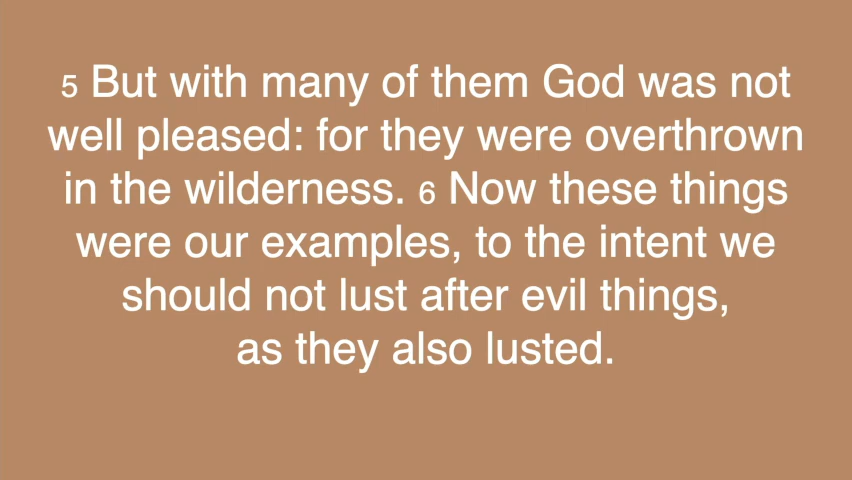 5 But with many of them God was not
well pleased: for they were overthrown
in the wilderness. 6 Now these things
were our examples, to the intent we
should not lust after evil things,
as they also lusted.